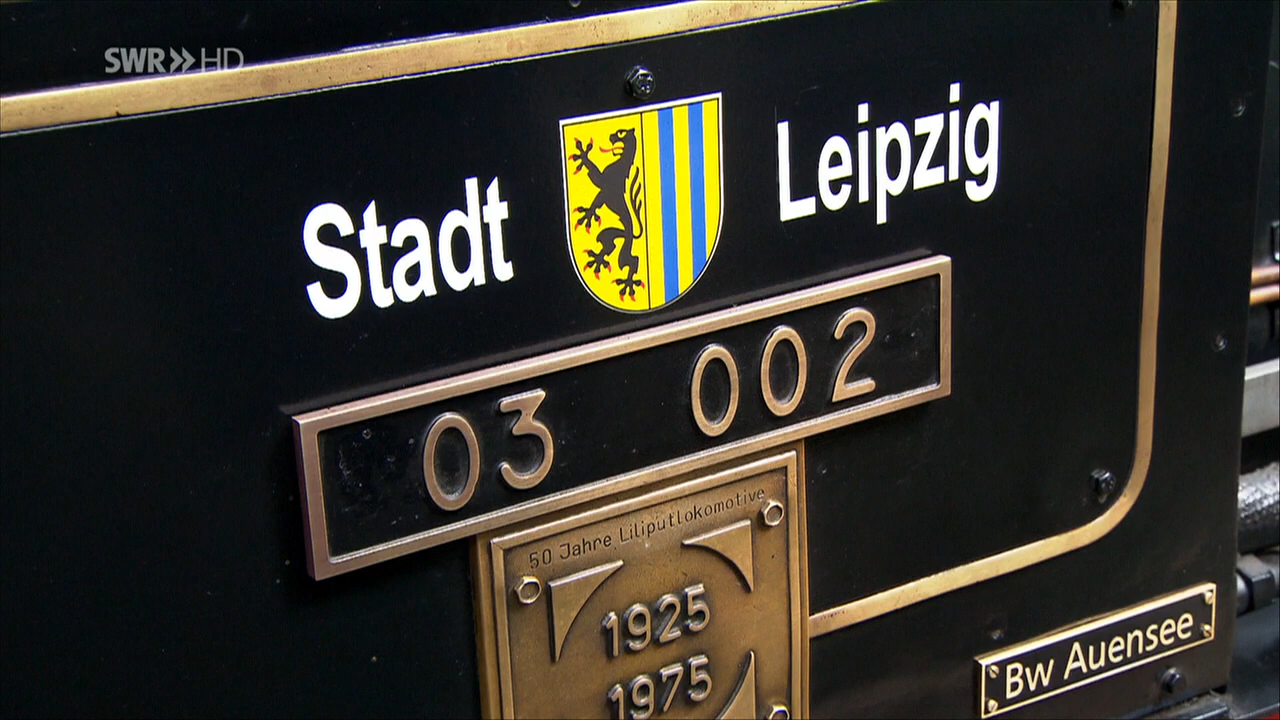 SWR>> HD
Stadt Leipzig
03 002
50 Jahre Liliputlokomotive
1925
1975
Bw Auensee